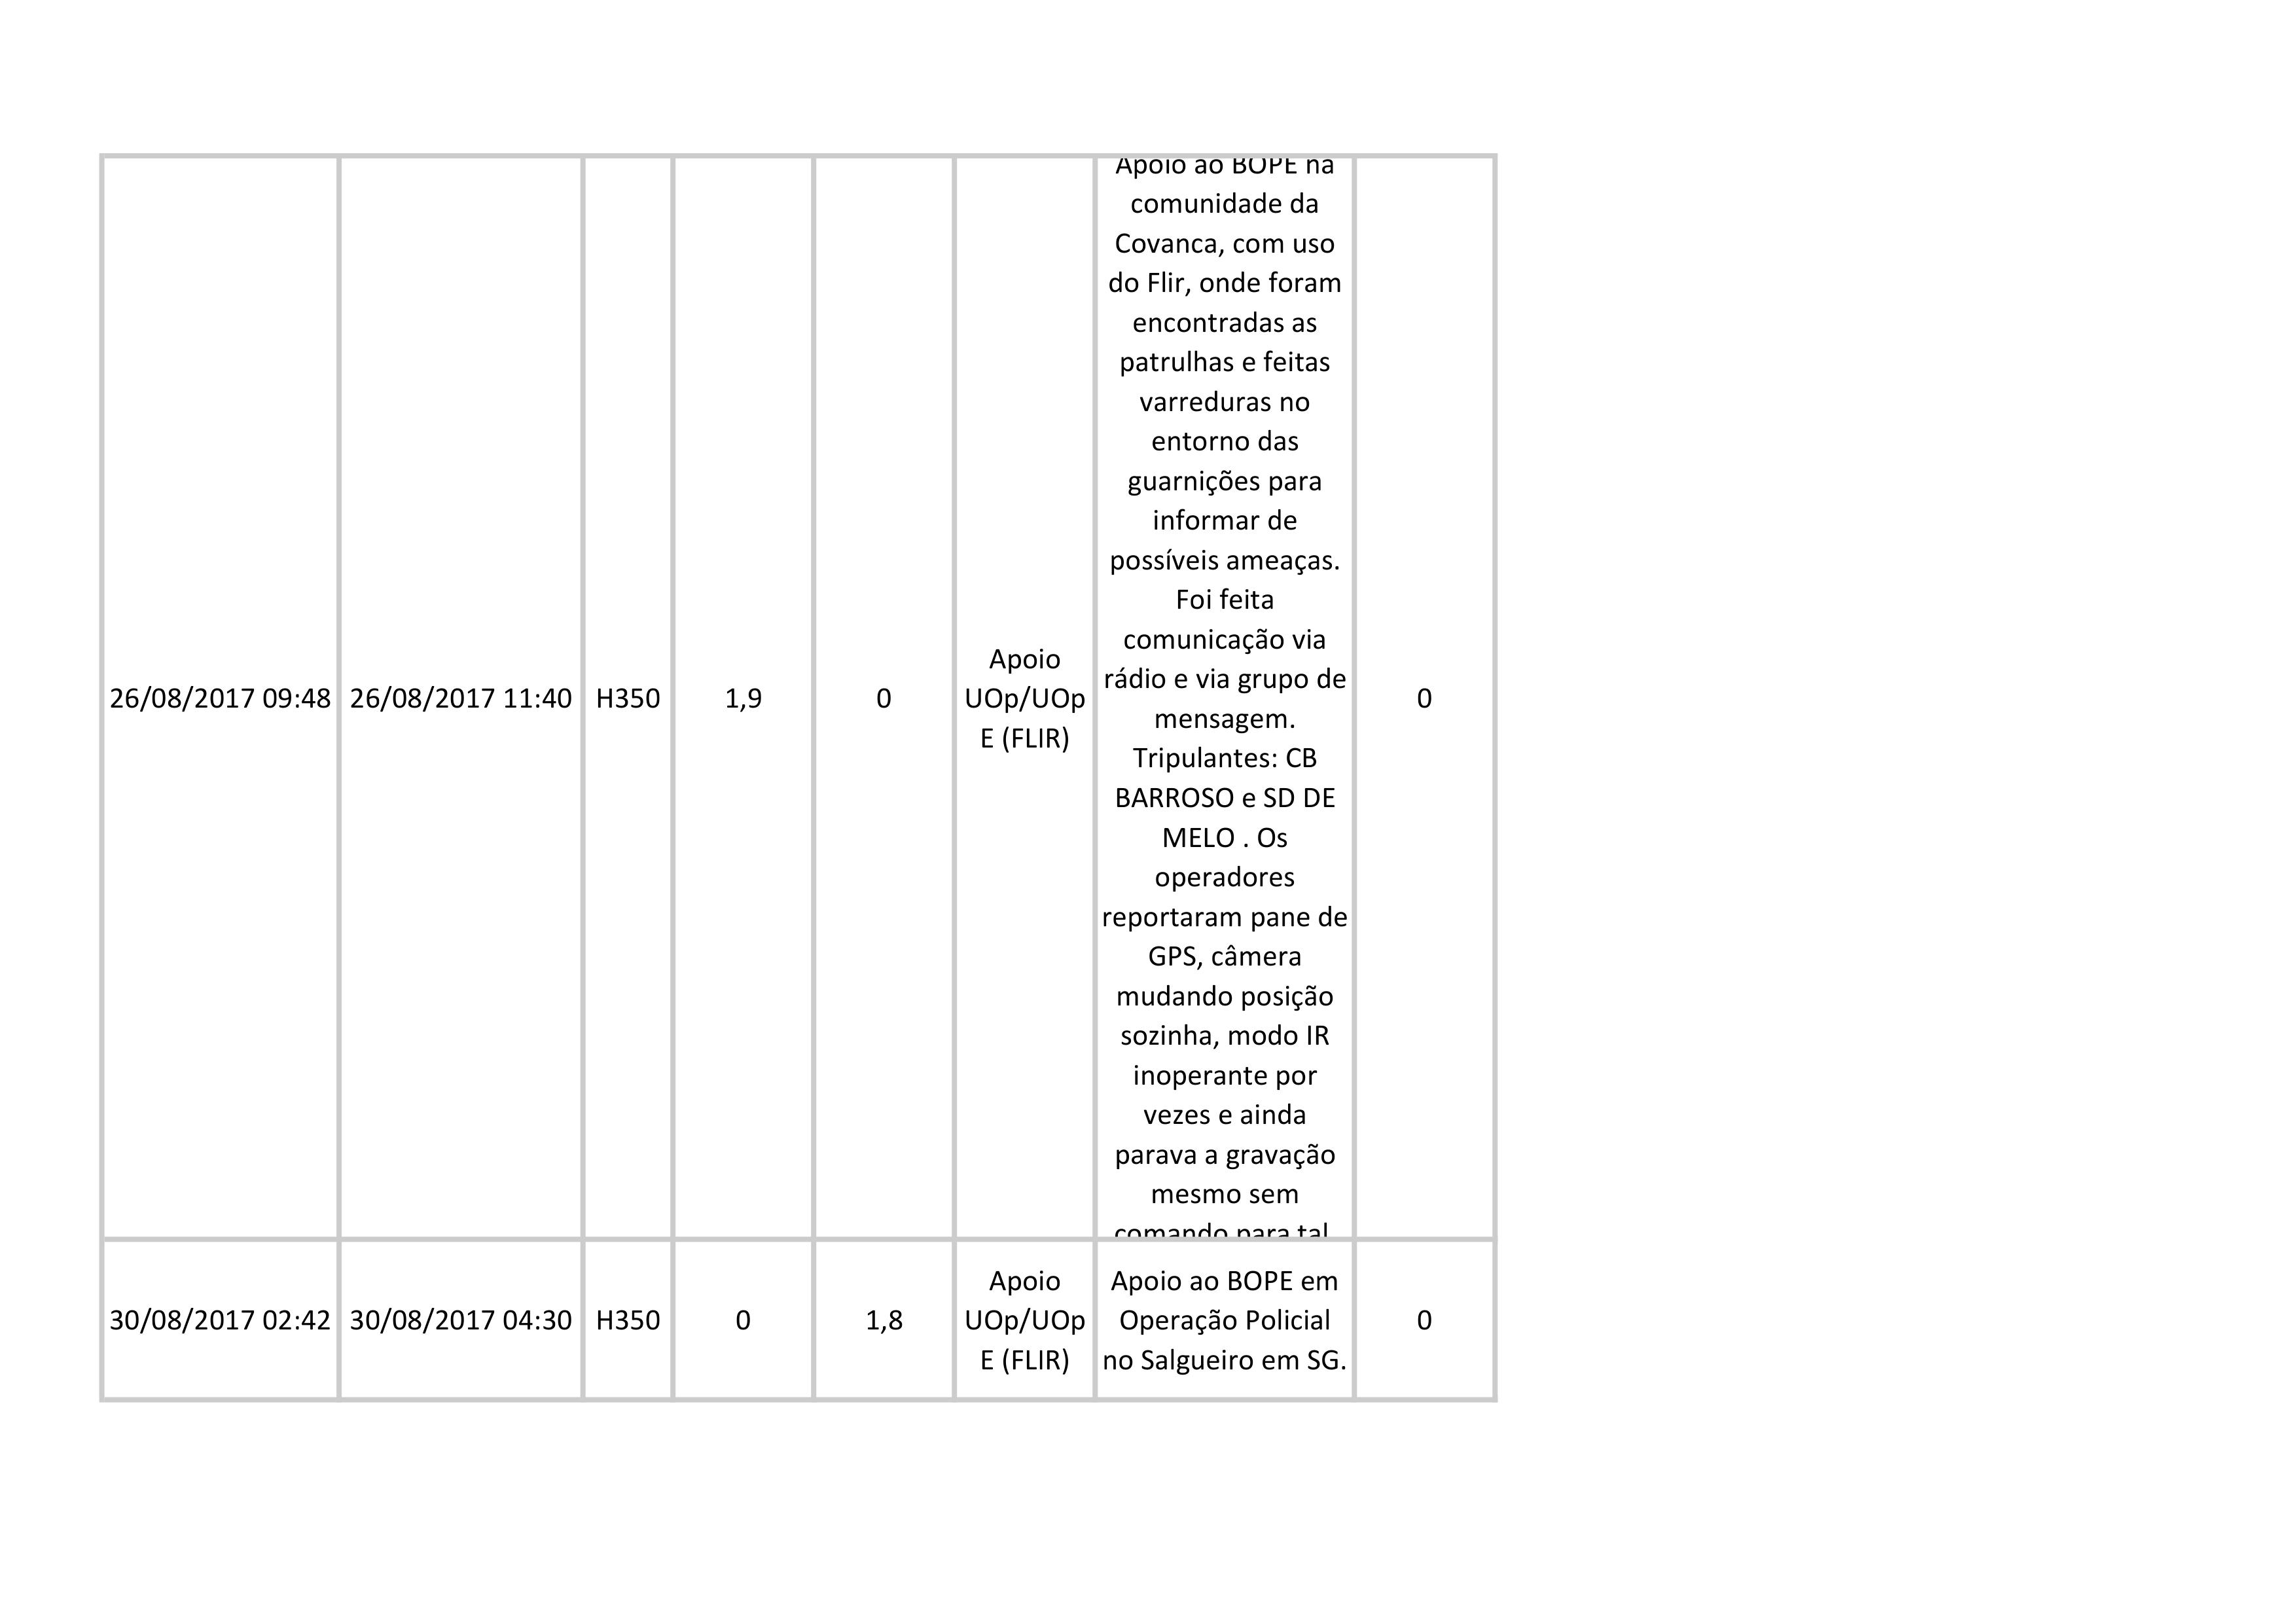 Apoio ao BOPE na
comunidade da
Covanca, com uso
do Flir, onde foram
encontradas as
patrulhas e feitas
varreduras no
entorno das
guarnições para
informar de
possíveis ameaças.
Foi feita
comunicação via
rádio e via grupo de
mensagem.
Tripulantes: CB
BARROSO e SD DE
MELO . Os
operadores
reportaram pane de
GPS, câmera
mudando posição
sozinha, modo IR
inoperante por
vezes e ainda
parava a gravação
mesmo sem
comando para tal
26/08/2017 09:48
26/08/2017 11:40
H350
1,9
0
Apoio
UOp/UOp
E (FLIR)
0
30/08/2017 02:42
30/08/2017 04:30
H350
0
1,8
Apoio
UOp/UOp
E (FLIR)
Apoio ao BOPE em
Operação Policial
no Salgueiro em SG.
0